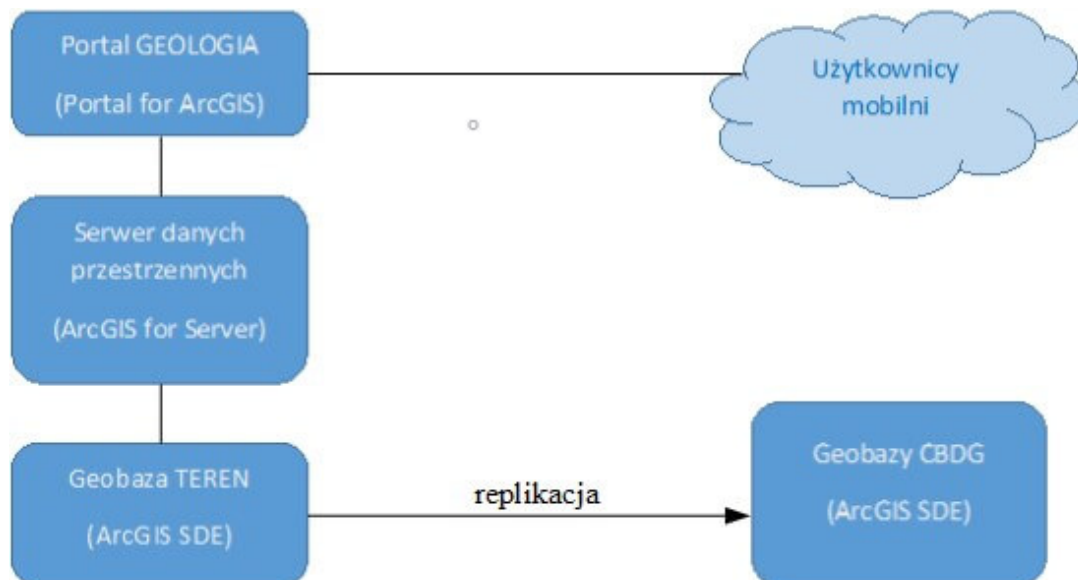 Portal GEOLOGIA
(Portal for ArcGIS)
Użytkownicy
mobilni
Serwer danych
przestrzennych
(ArcGIS for Server)
Geobaza TEREN
(ArcGIS SDE)
replikacja
Geobazy CBDG
(ArcGIS SDE)